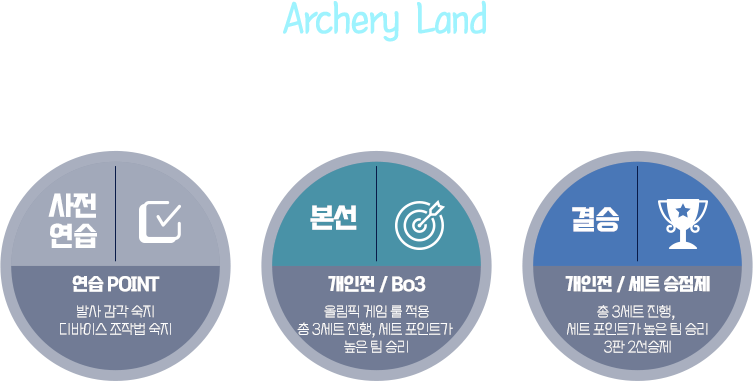 Archery Land
사전
연습
연습 POINT
발사 감각 숙지
디바이스 조작법 숙지
본선
개인전 / Bo3
올림픽 게임 룰 적용
총 3세트 진행, 세트 포인트가
높은 팀 승리
결승
개인전 / 세트 승점제
총 3세트 진행,
세트 포인트가 높은 팀 승리
3판 2선승제